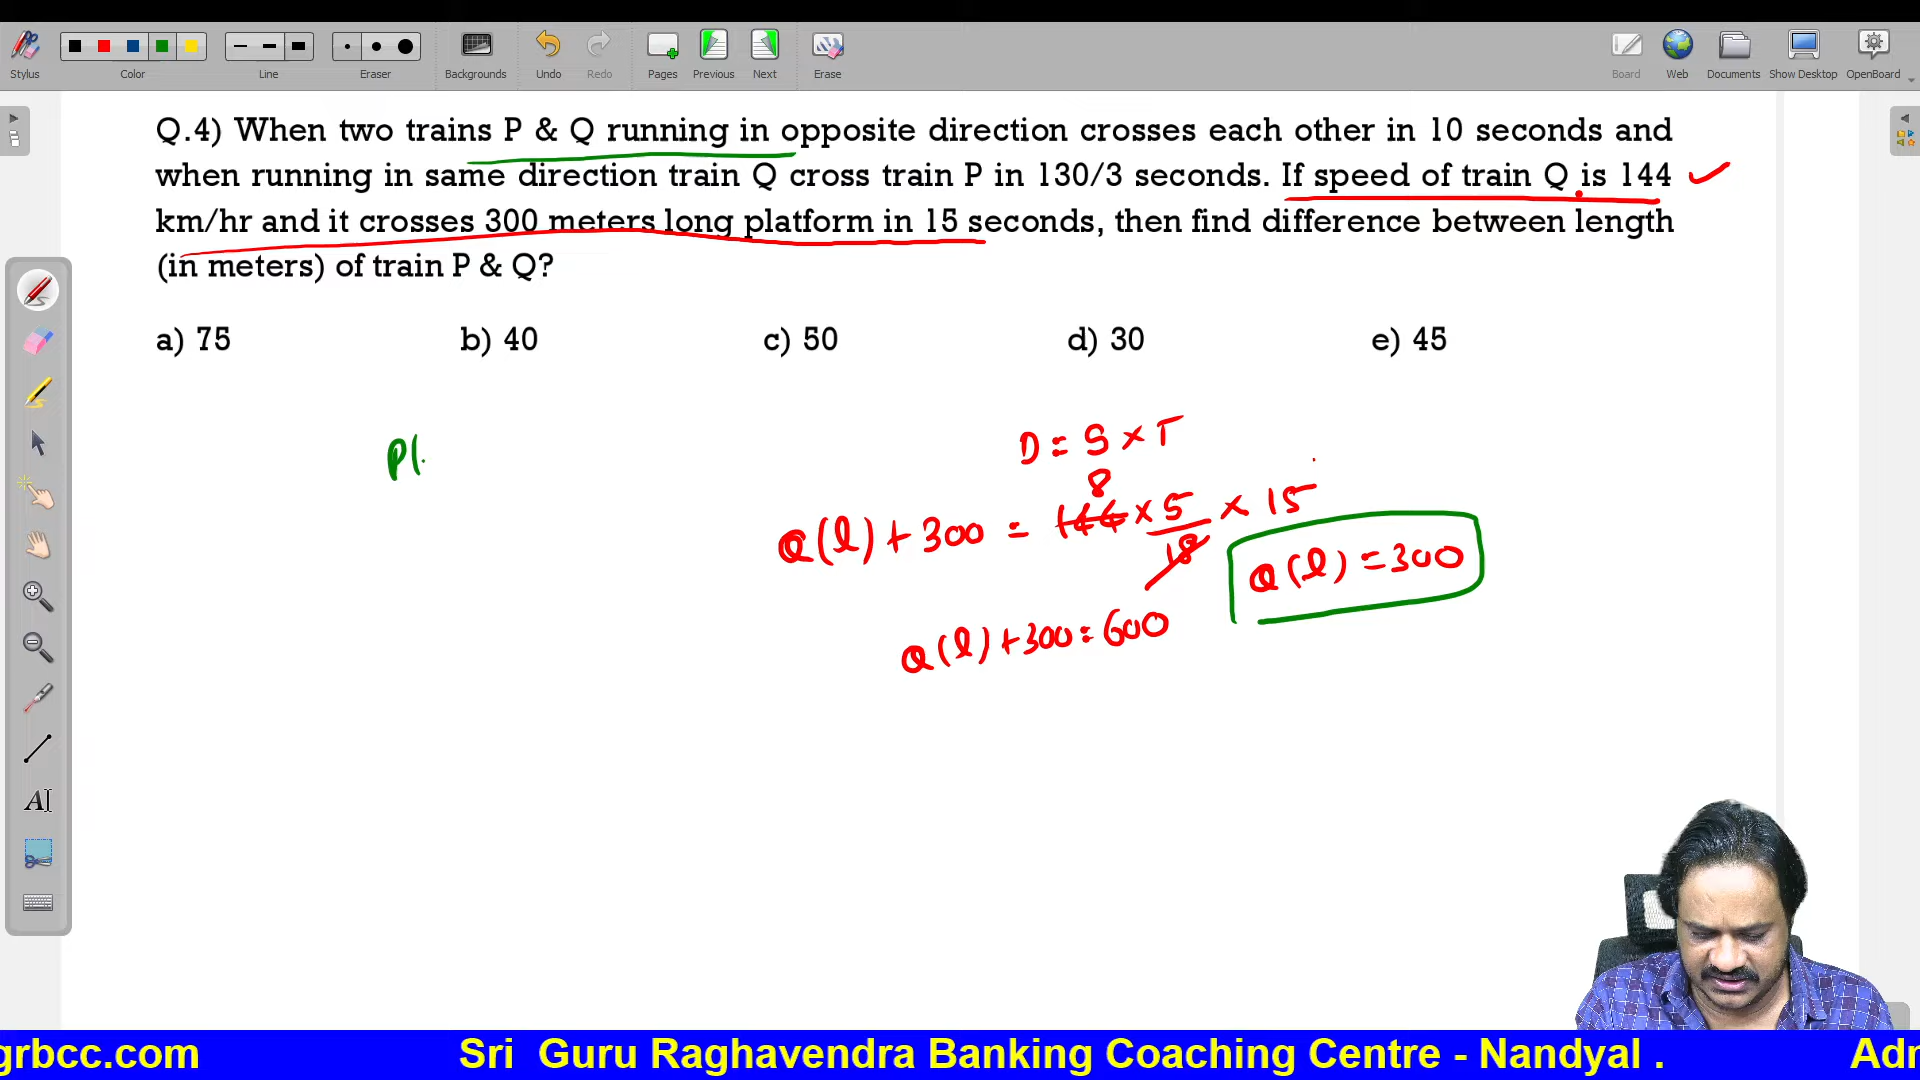 Stylus
Color
Line
Eraser
Backgrounds
Undo
Redo
Pages
Previous
Next
Erase
Board
Web
Documents
Show Desktop
OpenBoard
Q.4) When two trains P & Q running in opposite direction crosses each other in 10 seconds and
when running in same direction train Q cross train P in 130/3 seconds. If speed of train Q is 144
km/hr and it crosses 300 meters long platform in 15 seconds, then find difference between length
(in meters) of train P & Q?
a) 75 b) 40 c) 50 d) 30 e) 45
D = S × T
P(
8
Q(l) + 300 = 144 × 5/18 × 15
Q(l) = 300
Q(l) + 300 = 600
grbcc.com Sri Guru Raghavendra Banking Coaching Centre - Nandyal . Adr